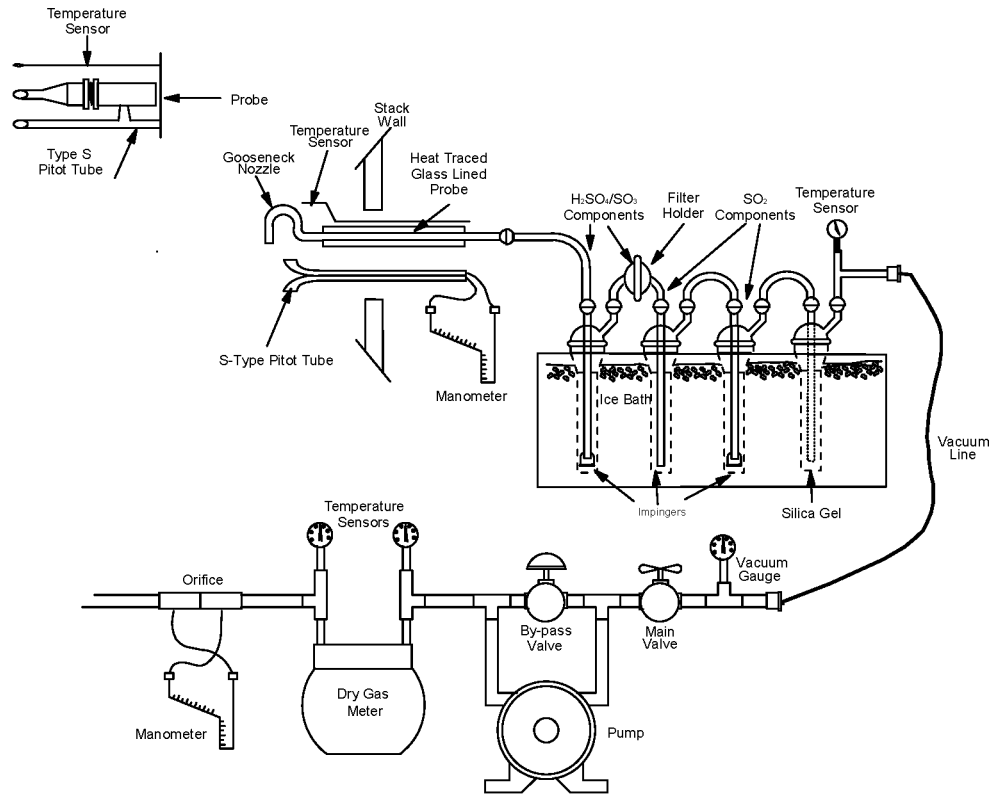 Temperature
Sensor
Probe
Type S
Pitot Tube
Stack
Wall
Temperature
Sensor
Gooseneck
Nozzle
Heat Traced
Glass Lined
Probe
H₂SO₄/SO₃
Components
Filter
Holder
SO₂
Components
Temperature
Sensor
S-Type Pitot Tube
Manometer
Ice Bath
Vacuum
Line
Impingers
Silica Gel
Temperature
Sensors
Vacuum
Gauge
Orifice
By-pass
Valve
Main
Valve
Dry Gas
Meter
Manometer
Pump